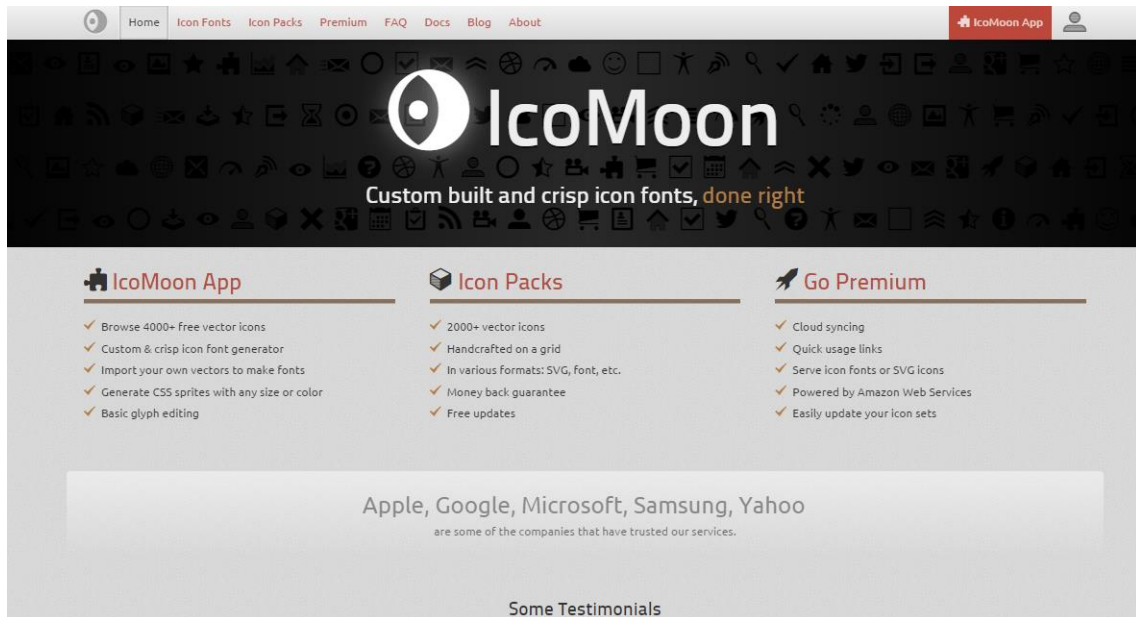 Home Icon Fonts Icon Packs Premium FAQ Docs Blog About IcoMoon App
IcoMoon
Custom built and crisp icon fonts, done right
IcoMoon App
Browse 4000+ free vector icons
Custom & crisp icon font generator
Import your own vectors to make fonts
Generate CSS sprites with any size or color
Basic glyph editing
Icon Packs
2000+ vector icons
Handcrafted on a grid
In various formats: SVG, font, etc.
Money back guarantee
Free updates
Go Premium
Cloud syncing
Quick usage links
Serve icon fonts or SVG icons
Powered by Amazon Web Services
Easily update your icon sets
Apple, Google, Microsoft, Samsung, Yahoo
are some of the companies that have trusted our services.
Some Testimonials